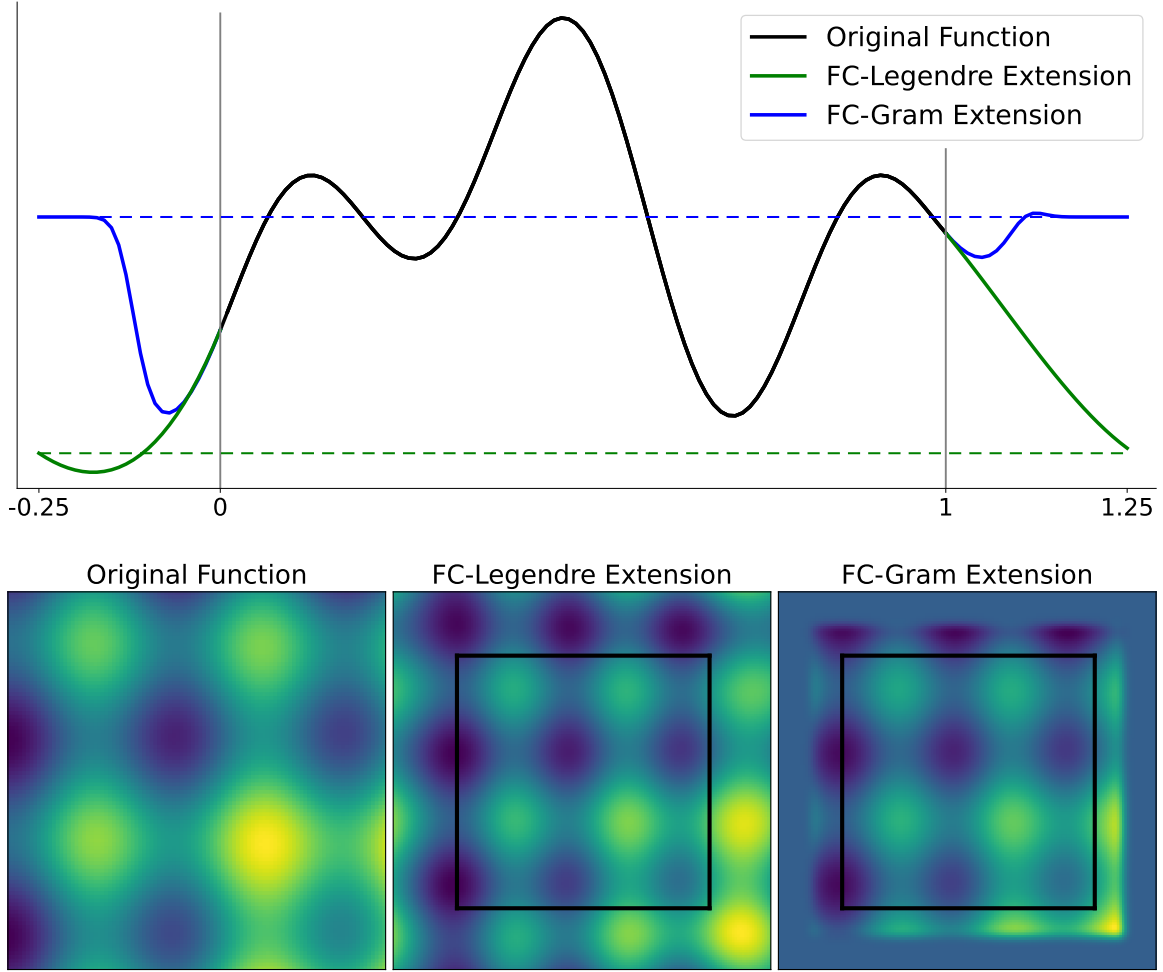 Original Function
FC-Legendre Extension
FC-Gram Extension
-0.25 0 1 1.25
Original Function FC-Legendre Extension FC-Gram Extension